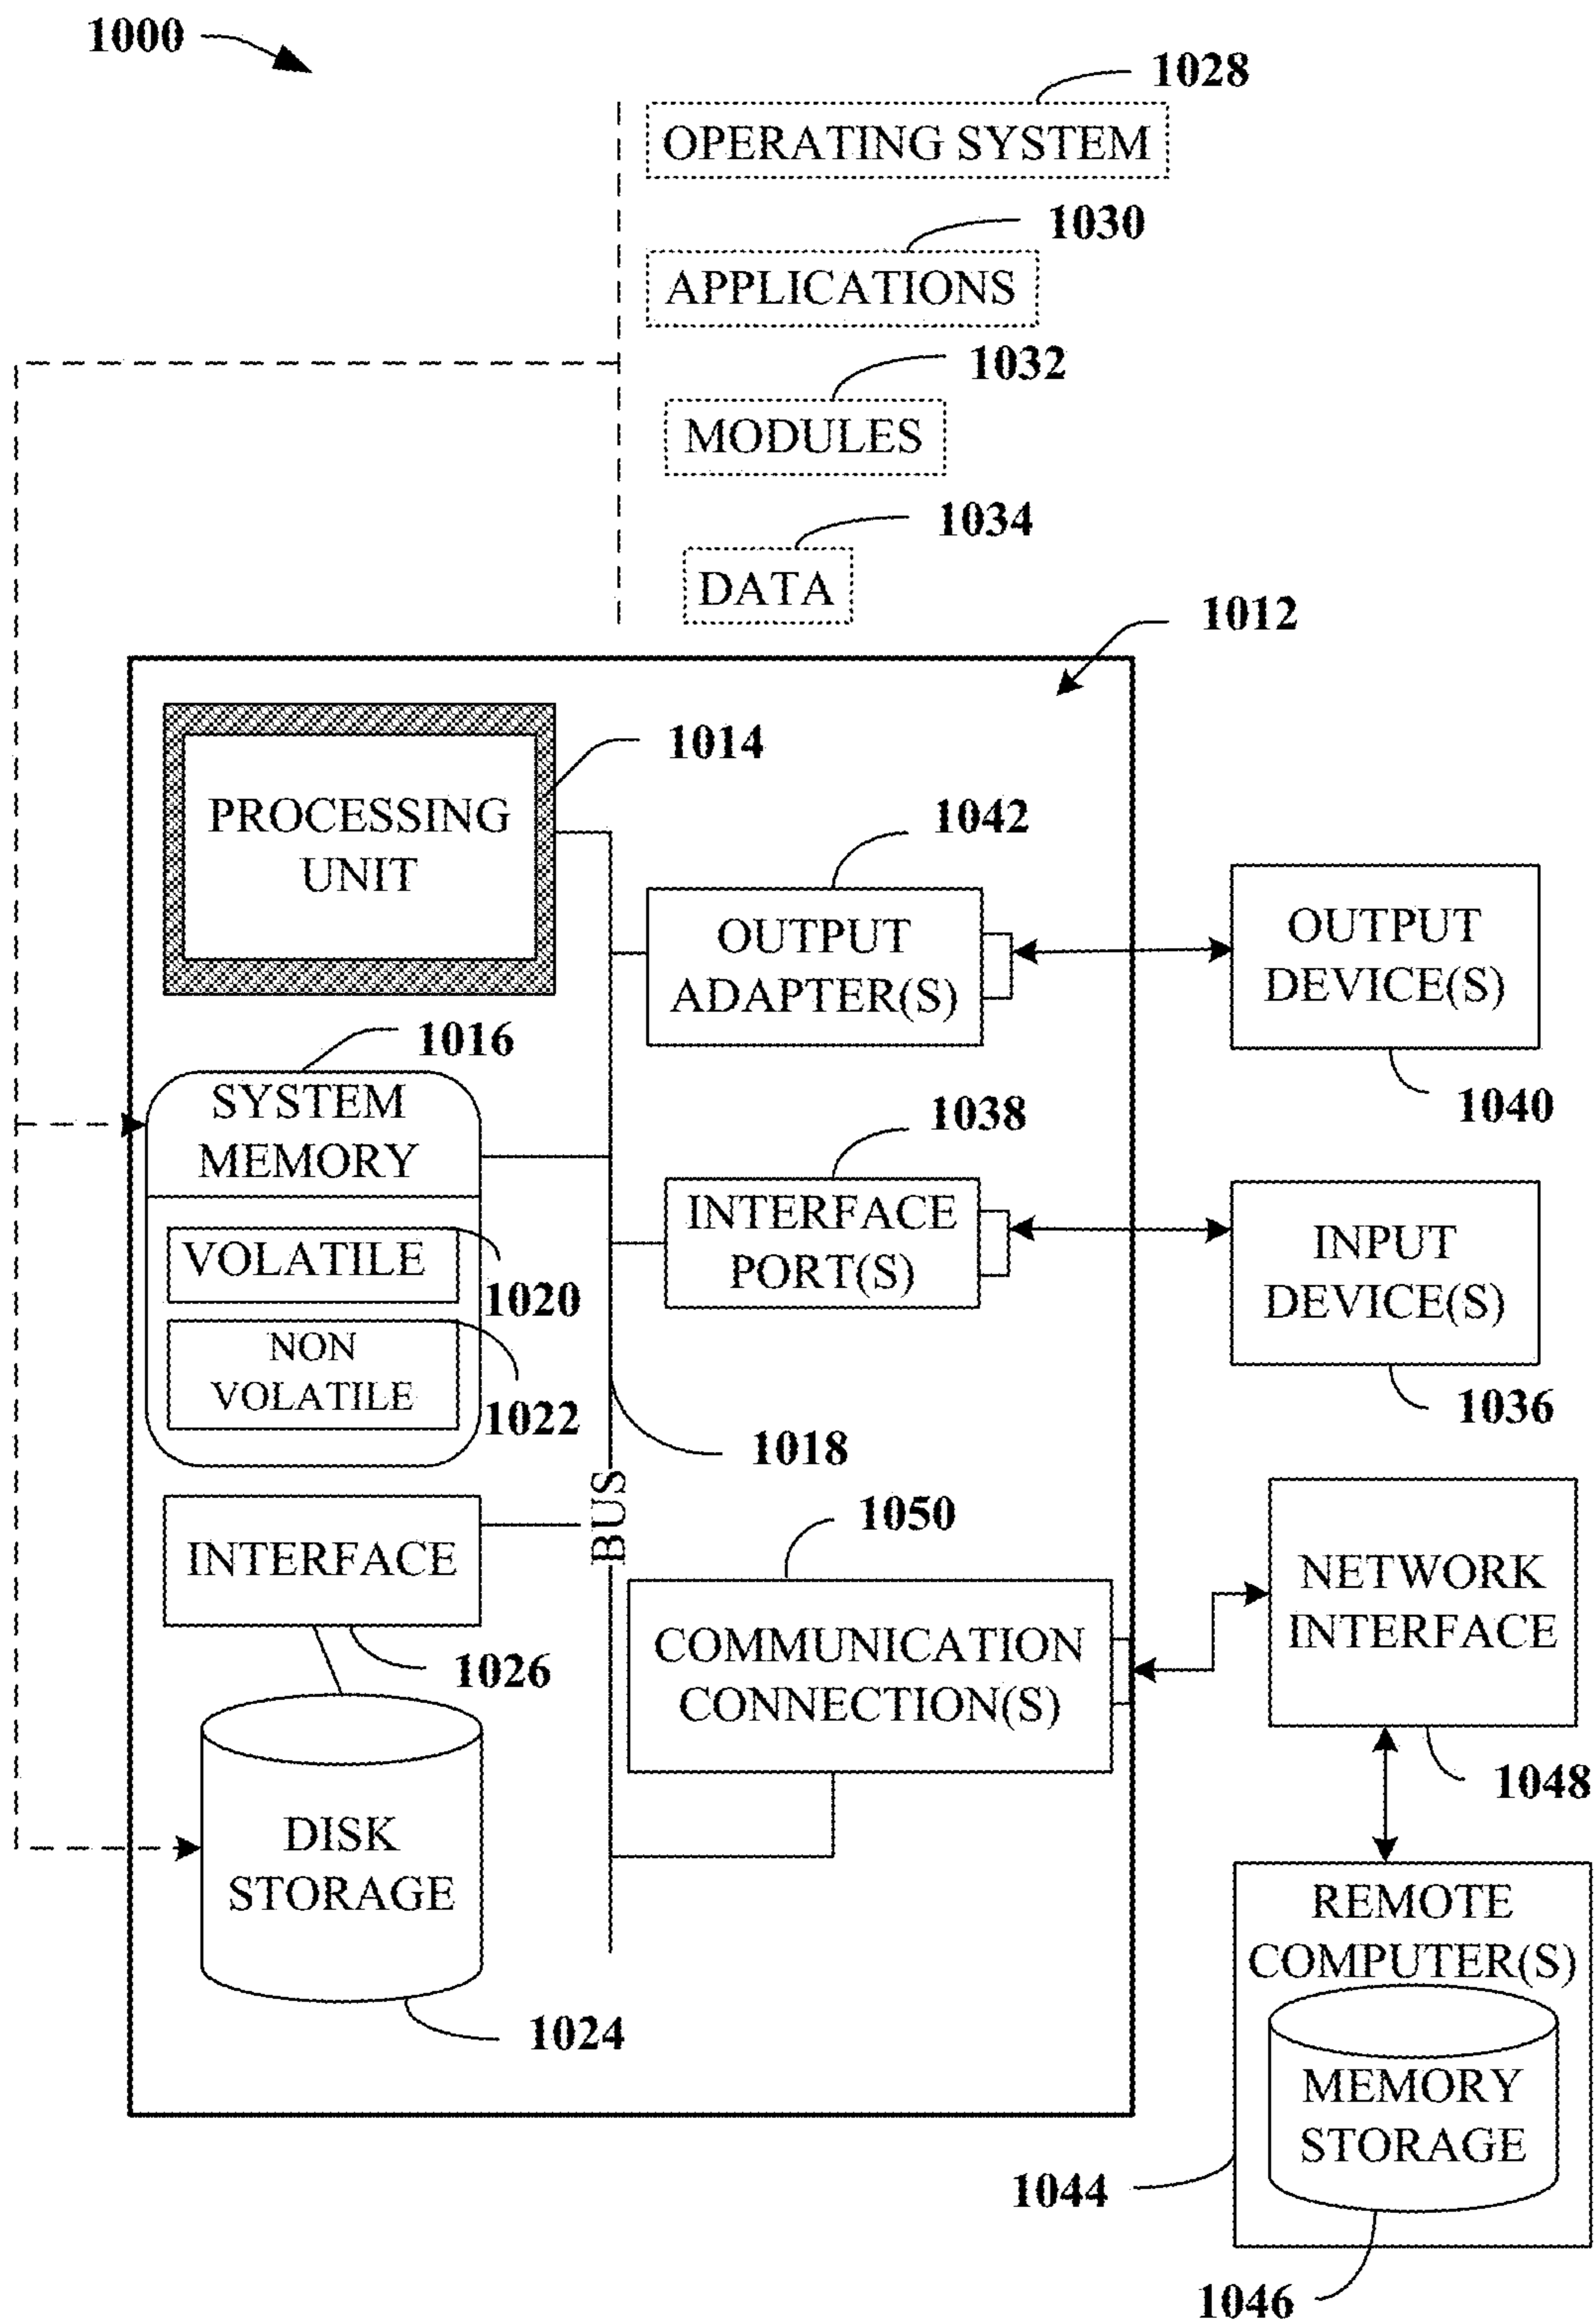 1000
1028
OPERATING SYSTEM
1030
APPLICATIONS
1032
MODULES
1034
DATA
1012
1014
PROCESSING
UNIT
1042
OUTPUT
ADAPTER(S)
OUTPUT
DEVICE(S)
1040
1016
SYSTEM
MEMORY
VOLATILE
1020
NON
VOLATILE
1022
1038
INTERFACE
PORT(S)
INPUT
DEVICE(S)
1036
1018
BUS
INTERFACE
1026
1050
COMMUNICATION
CONNECTION(S)
NETWORK
INTERFACE
1048
DISK
STORAGE
1024
REMOTE
COMPUTER(S)
MEMORY
STORAGE
1044
1046